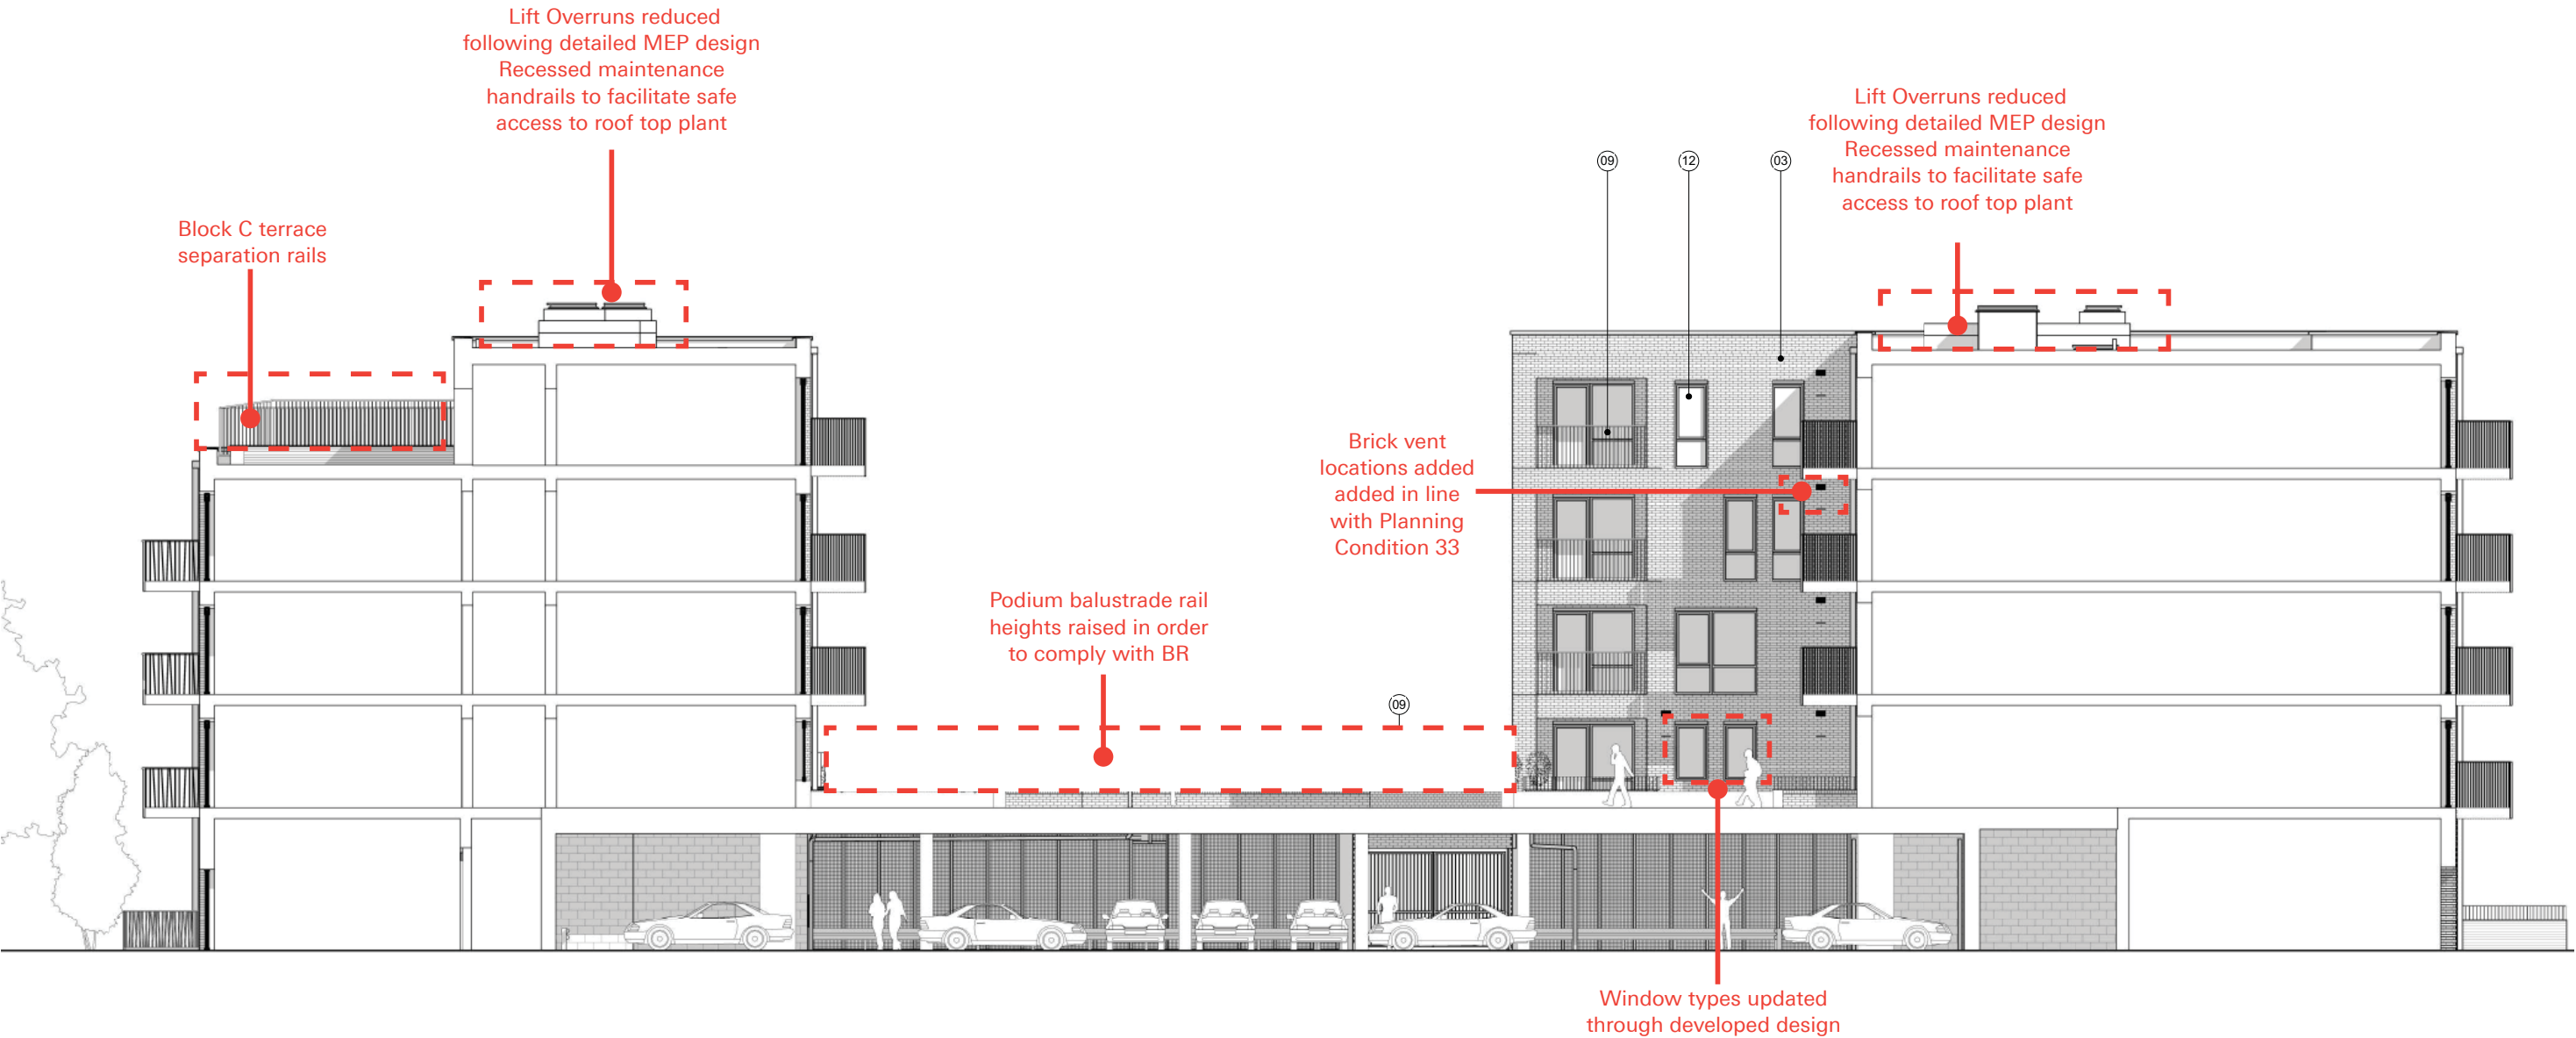 Lift Overruns reduced
following detailed MEP design
Recessed maintenance
handrails to facilitate safe
access to roof top plant
Lift Overruns reduced
following detailed MEP design
Recessed maintenance
handrails to facilitate safe
access to roof top plant
09
12
03
Block C terrace
separation rails
Brick vent
locations added
added in line
with Planning
Condition 33
Podium balustrade rail
heights raised in order
to comply with BR
09
Window types updated
through developed design